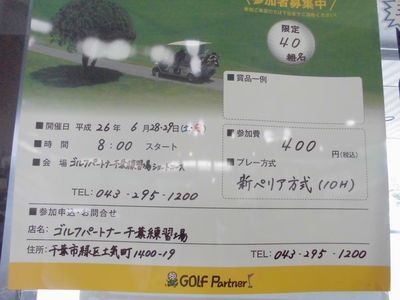 参加者募集中
限定
40
組名
■ 賞品一例
■ 開催日 平成 26年 6月28・29日(土・日)
■ 時間 8:00 スタート
■ 参加費 400円(税込)
■ 会場 ゴルフパートナー千葉練習場ショートコース
■ プレー方式
新ペリア方式(10H)
TEL: 043-295-1200
■ 参加申込・お問合せ
店名: ゴルフパートナー千葉練習場
住所: 千葉市緑区土気町1400-19 TEL: 043-295-1200
GOLF Partner